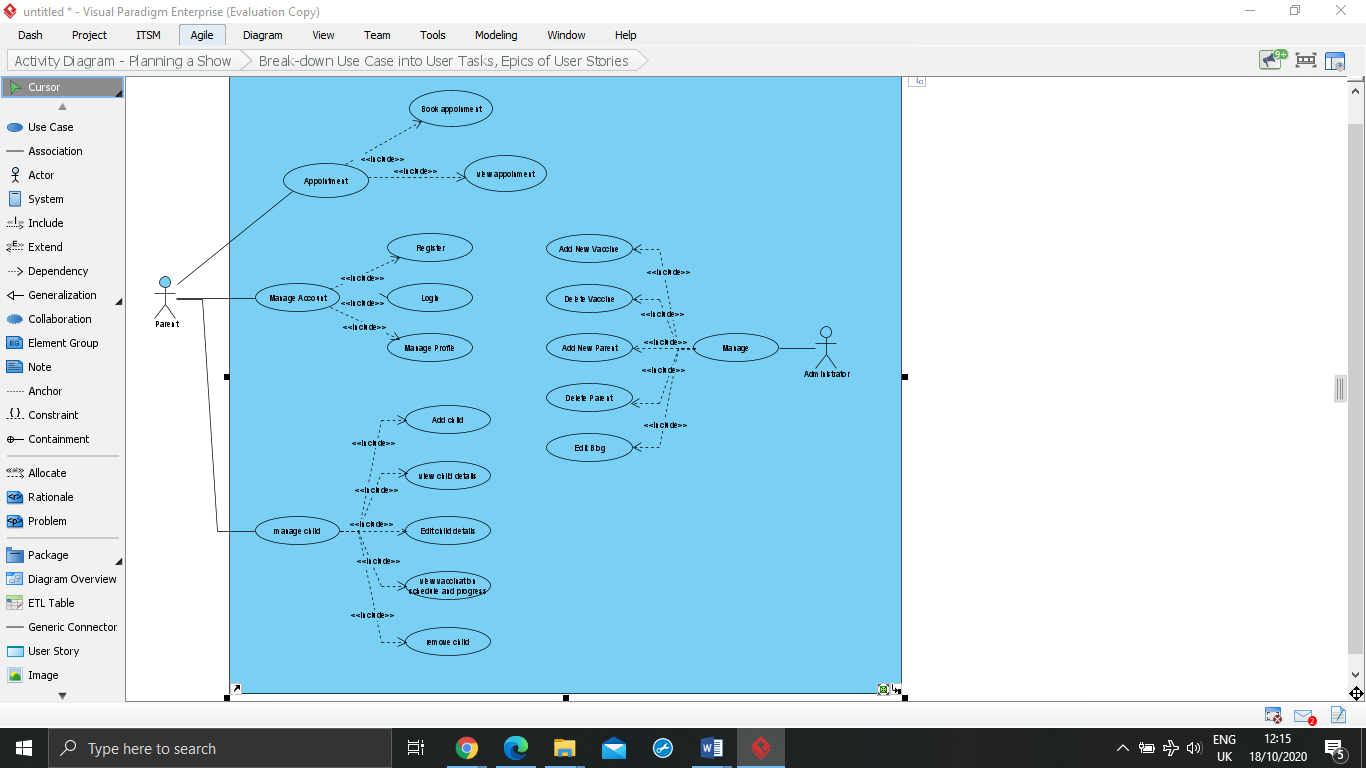 untitled * - Visual Paradigm Enterprise (Evaluation Copy)
Dash Project ITSM Agile Diagram View Team Tools Modeling Window Help
Activity Diagram - Planning a Show Break-down Use Case into User Tasks, Epics of User Stories
9+
Cursor
Use Case
Association
Actor
System
Include
Extend
Dependency
Generalization
Collaboration
Element Group
Note
Anchor
Constraint
Containment
Allocate
Rationale
Problem
Package
Diagram Overview
ETL Table
Generic Connector
User Story
Image
Book appoinment
<<Include>>
<<Include>>
view appoinment
Appointment
Register
<<Include>>
Manage Account
<<Include>>
Login
<<Include>>
Manage Profile
Parent
Add New Vaccine
<<Include>>
Delete Vaccine
<<Include>>
Add New Parent
<<Include>>
Manage
<<Include>>
Administrator
Delete Parent
<<Include>>
Edit Blog
Add child
<<Include>>
view child details
<<Include>>
manage child
<<Include>>
Edit child details
<<Include>>
view vaccination
schedule and progress
<<Include>>
remove child
2
Type here to search
ENG
UK
12:15
18/10/2020
5